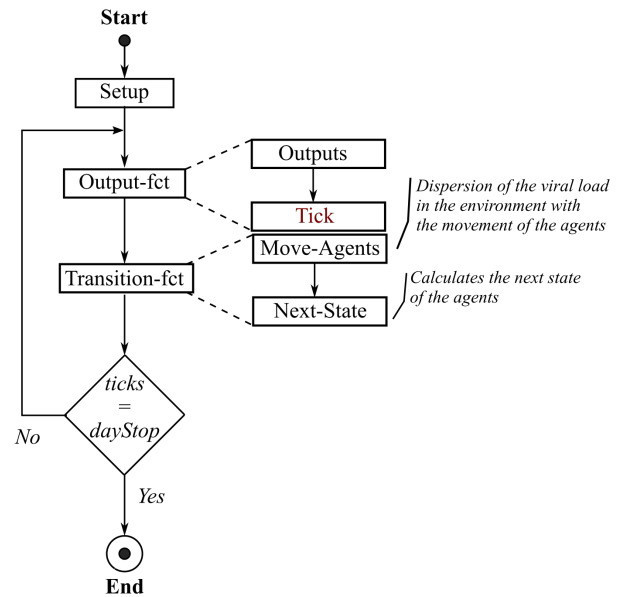 Start
Setup
Output-fct
Outputs
Tick
Dispersion of the viral load
in the environment with
the movement of the agents
Transition-fct
Move-Agents
Next-State
Calculates the next state
of the agents
ticks
=
dayStop
No
Yes
End